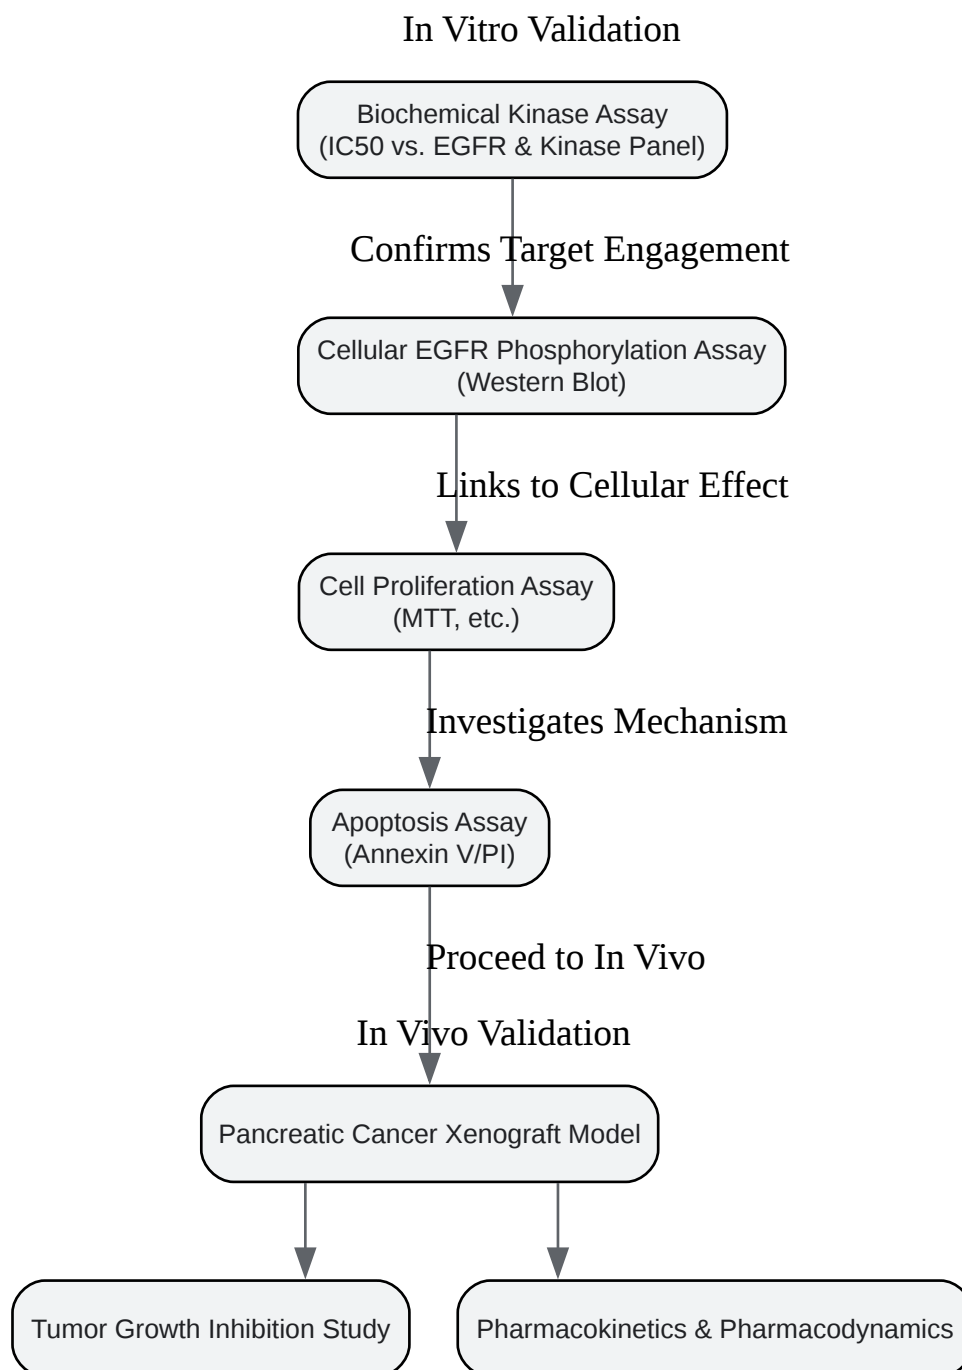 In Vitro Validation
Biochemical Kinase Assay
(IC50 vs. EGFR & Kinase Panel)
Confirms Target Engagement
Cellular EGFR Phosphorylation Assay
(Western Blot)
Links to Cellular Effect
Cell Proliferation Assay
(MTT, etc.)
Investigates Mechanism
Apoptosis Assay
(Annexin V/PI)
Proceed to In Vivo
In Vivo Validation
Pancreatic Cancer Xenograft Model
Tumor Growth Inhibition Study
Pharmacokinetics & Pharmacodynamics